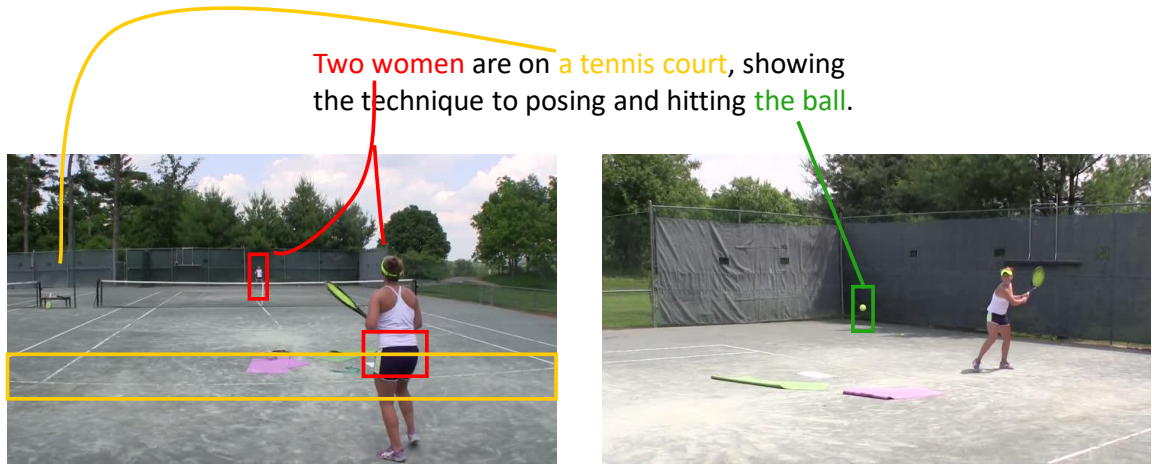 Two women are on a tennis court, showing
the technique to posing and hitting the ball.